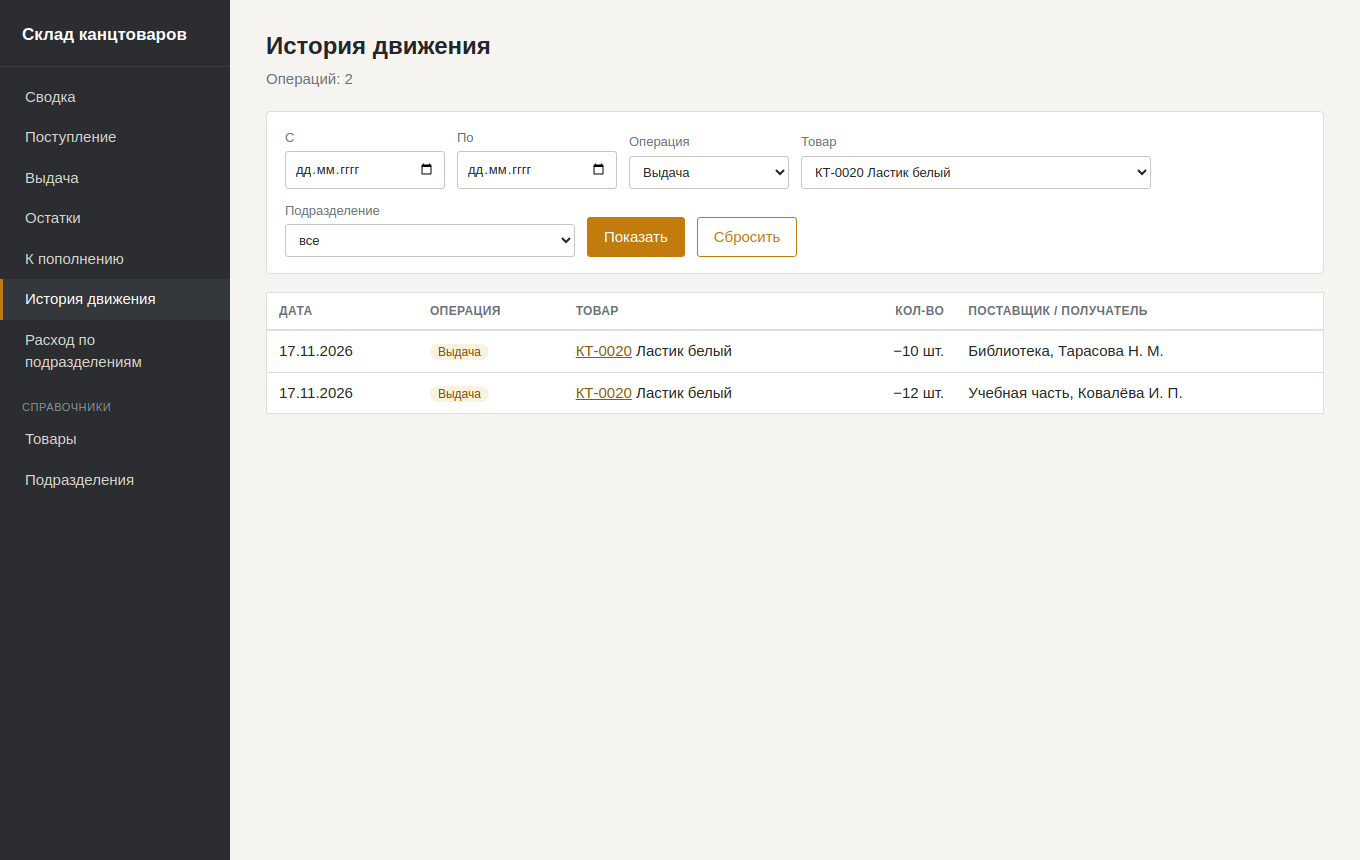 Склад канцтоваров
Сводка
Поступление
Выдача
Остатки
К пополнению
История движения
Расход по
подразделениям
СПРАВОЧНИКИ
Товары
Подразделения
История движения
Операций: 2
С По Операция Товар
дд.мм.гггг дд.мм.гггг Выдача КТ-0020 Ластик белый
Подразделение
все Показать Сбросить
ДАТА ОПЕРАЦИЯ ТОВАР КОЛ-ВО ПОСТАВЩИК / ПОЛУЧАТЕЛЬ
17.11.2026 Выдача КТ-0020 Ластик белый −10 шт. Библиотека, Тарасова Н. М.
17.11.2026 Выдача КТ-0020 Ластик белый −12 шт. Учебная часть, Ковалёва И. П.